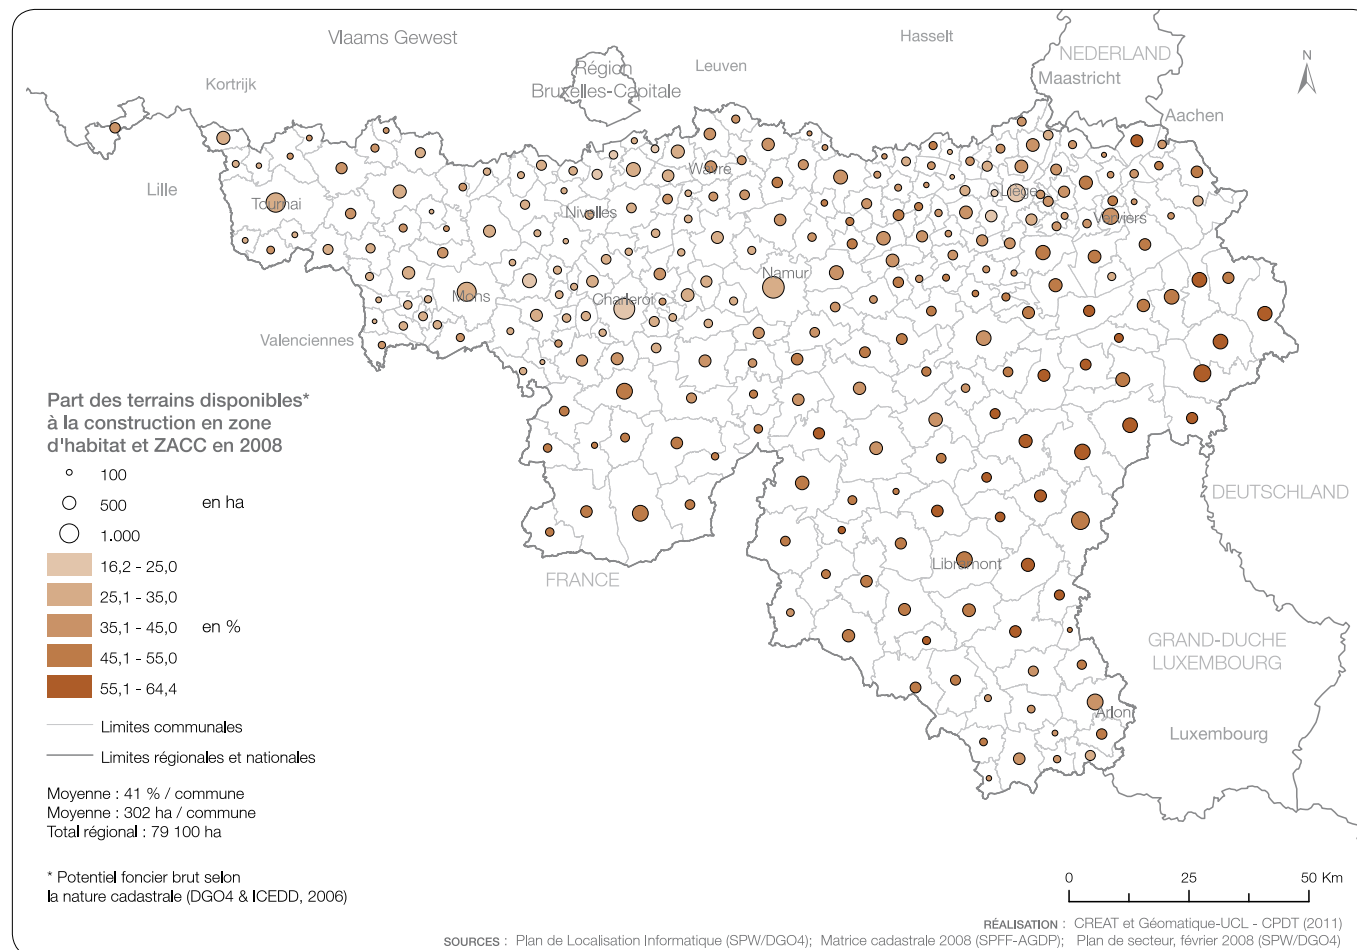 Vlaams Gewest
Hasselt
NEDERLAND
Maastricht
N
Région
Bruxelles-Capitale
Leuven
Kortrijk
Aachen
Lille
Wavre
Liège
Tournai
Nivelles
Verviers
Namur
Mons
Charleroi
Valenciennes
Part des terrains disponibles*
à la construction en zone
d'habitat et ZACC en 2008
100
500 en ha
1.000
16,2 - 25,0
25,1 - 35,0
35,1 - 45,0 en %
45,1 - 55,0
55,1 - 64,4
Limites communales
Limites régionales et nationales
Moyenne : 41 % / commune
Moyenne : 302 ha / commune
Total régional : 79 100 ha
* Potentiel foncier brut selon
la nature cadastrale (DGO4 & ICEDD, 2006)
DEUTSCHLAND
FRANCE
Libramont
GRAND-DUCHE
LUXEMBOURG
Arlon
Luxembourg
0 25 50 Km
RÉALISATION : CREAT et Géomatique-UCL - CPDT (2011)
SOURCES : Plan de Localisation Informatique (SPW/DGO4); Matrice cadastrale 2008 (SPFF-AGDP); Plan de secteur, février 2008 (SPW/DGO4)